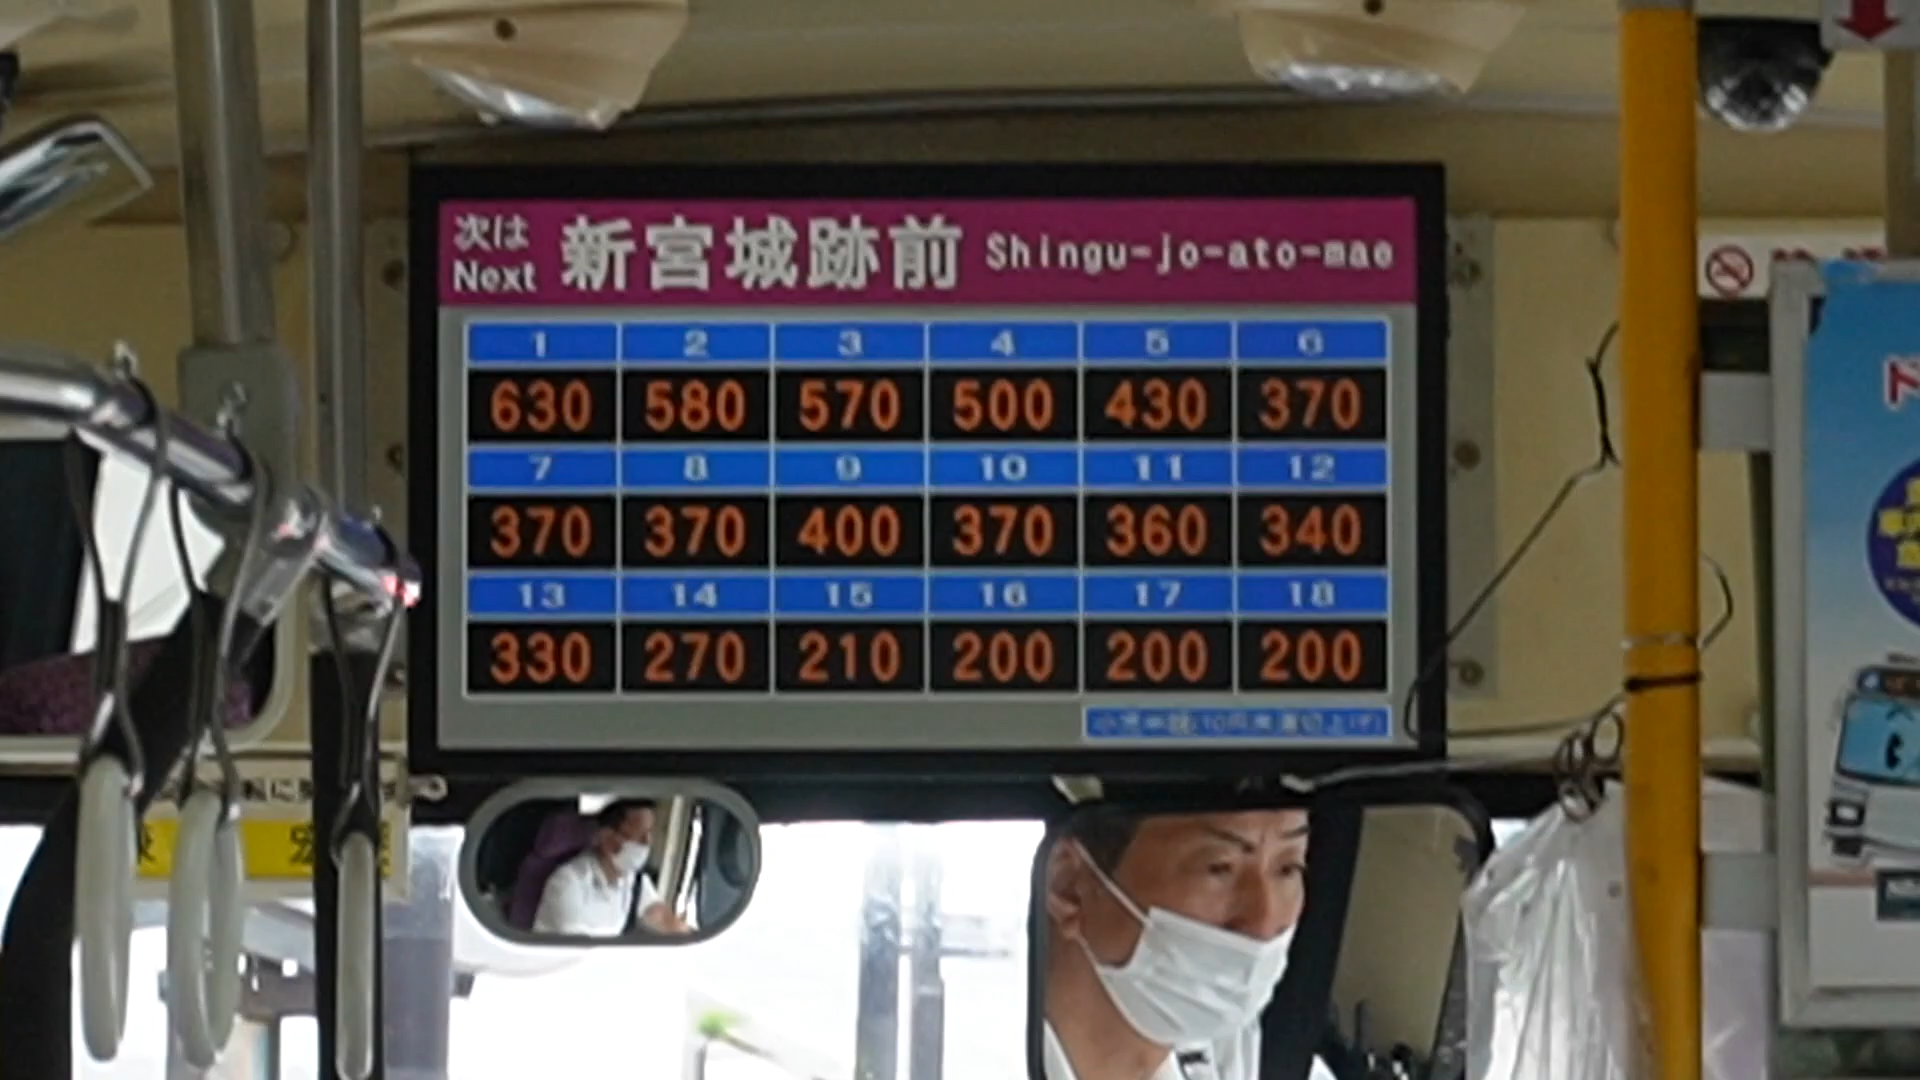 次は
Next
新宮城跡前 Shingu-jo-ato-mae
1 2 3 4 5 6
630 580 570 500 430 370
7 8 9 10 11 12
370 370 400 370 360 340
13 14 15 16 17 18
330 270 210 200 200 200